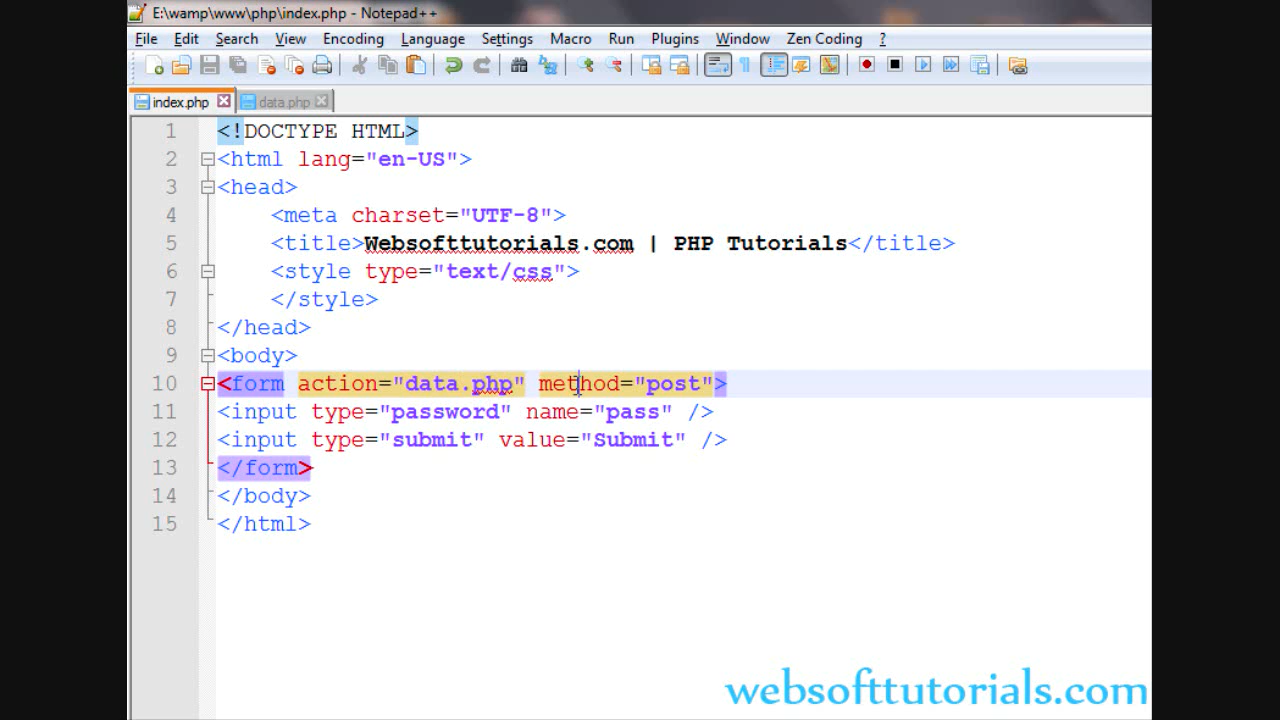 E:\wamp\www\php\index.php - Notepad++
File Edit Search View Encoding Language Settings Macro Run Plugins Window Zen Coding ?
index.php data.php
1 <!DOCTYPE HTML>
2 <html lang="en-US">
3 <head>
4 <meta charset="UTF-8">
5 <title>Websofttutorials.com | PHP Tutorials</title>
6 <style type="text/css">
7 </style>
8 </head>
9 <body>
10 <form action="data.php" method="post">
11 <input type="password" name="pass" />
12 <input type="submit" value="Submit" />
13 </form>
14 </body>
15 </html>
websofttutorials.com